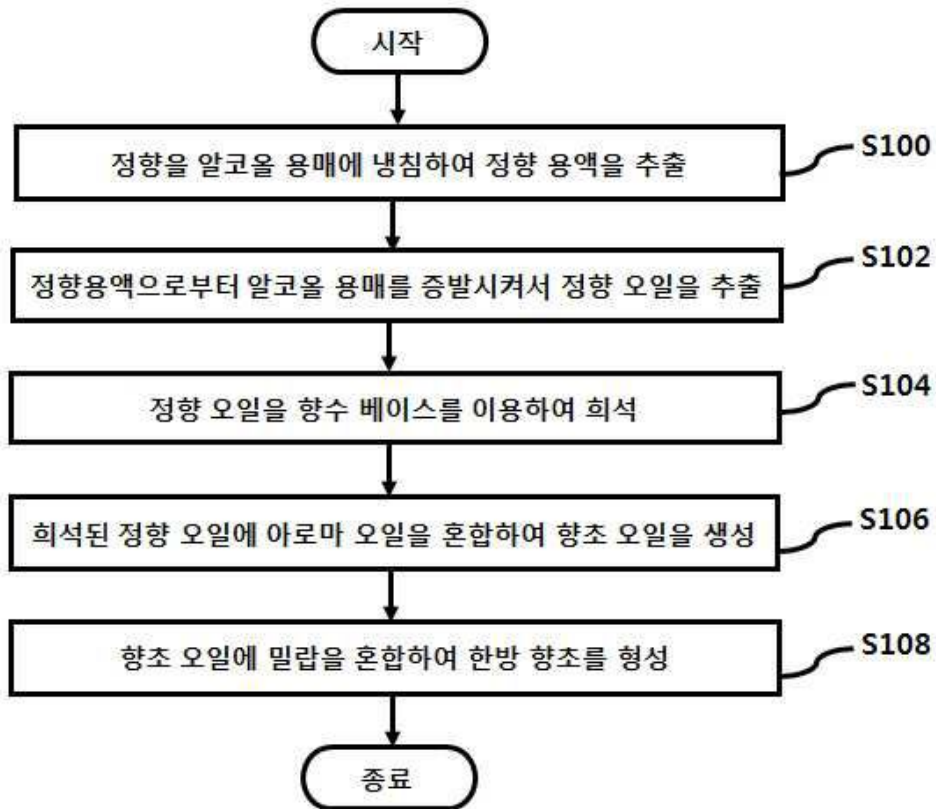 시작
정향을 알코올 용매에 냉침하여 정향 용액을 추출
S100
정향용액으로부터 알코올 용매를 증발시켜서 정향 오일을 추출
S102
정향 오일을 향수 베이스를 이용하여 희석
S104
희석된 정향 오일에 아로마 오일을 혼합하여 향초 오일을 생성
S106
향초 오일에 밀랍을 혼합하여 한방 향초를 형성
S108
종료